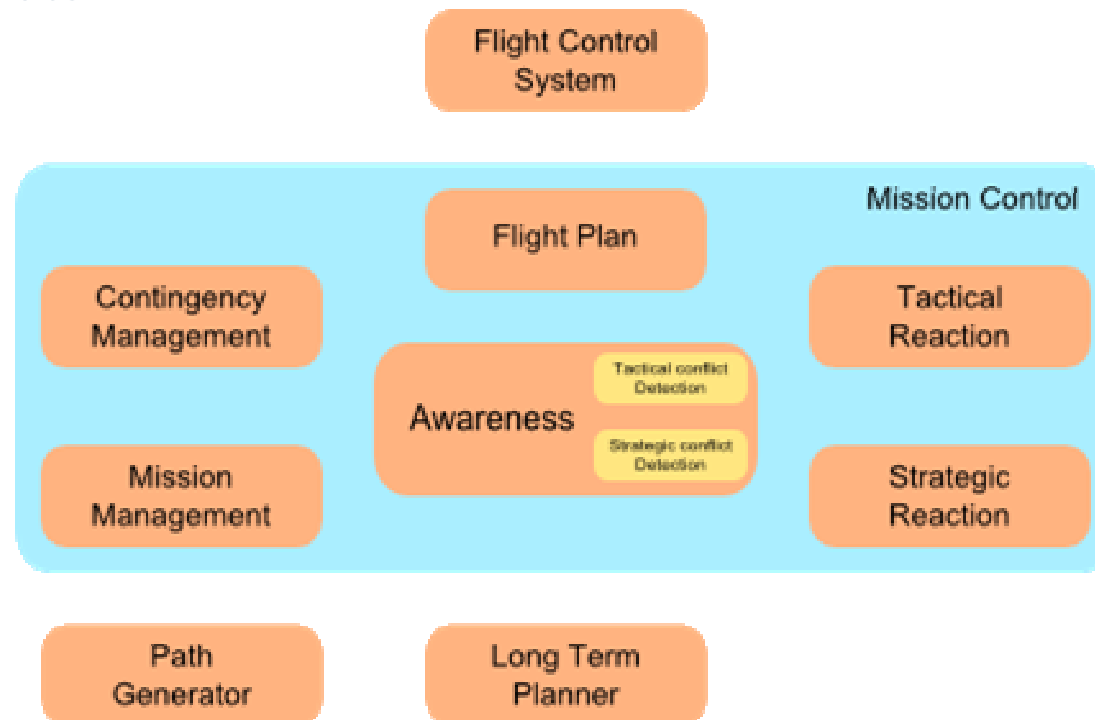 Flight Control
System
Mission Control
Flight Plan
Contingency
Management
Tactical
Reaction
Tactical conflict
Detection
Awareness
Strategic conflict
Detection
Mission
Management
Strategic
Reaction
Path
Generator
Long Term
Planner